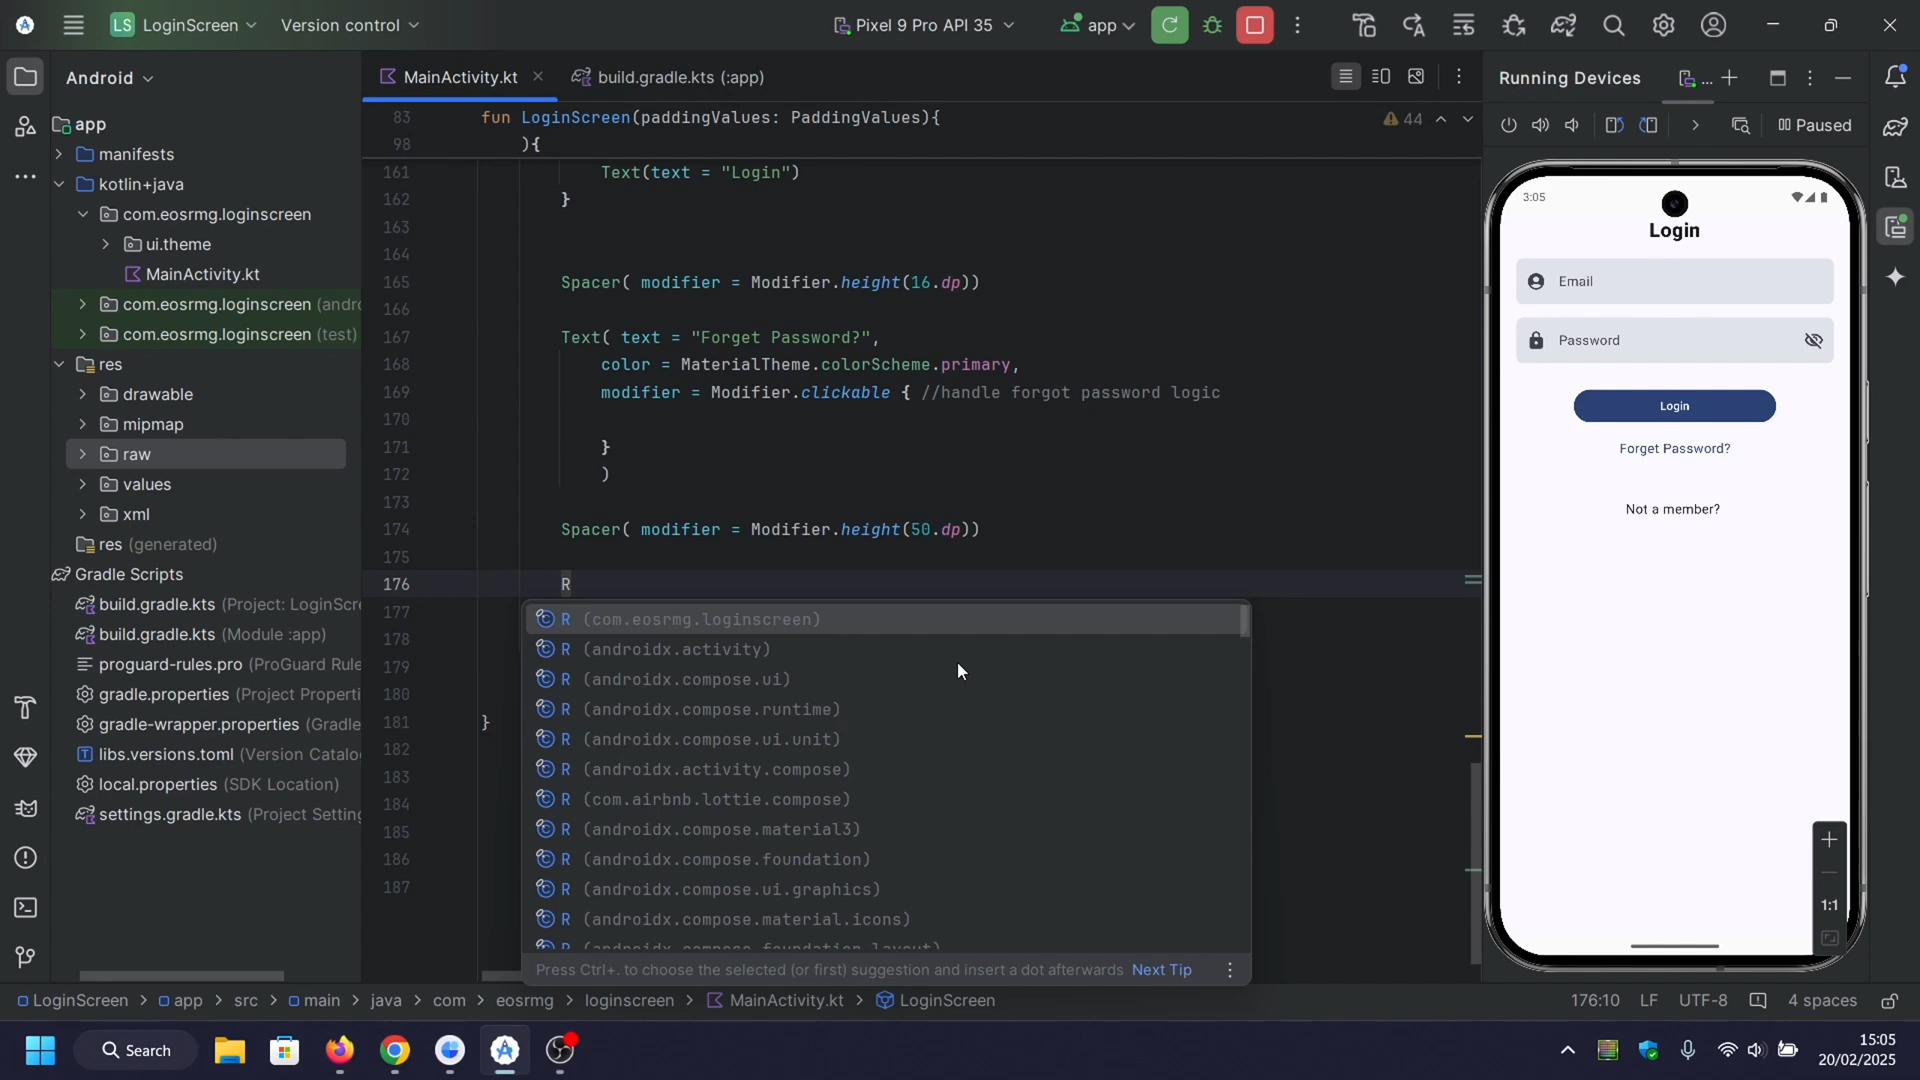 LS LoginScreen Version control Pixel 9 Pro API 35 app
Android
app
manifests
kotlin+java
com.eosrmg.loginscreen
ui.theme
MainActivity.kt
com.eosrmg.loginscreen (andro
com.eosrmg.loginscreen (test)
res
drawable
mipmap
raw
values
xml
res (generated)
Gradle Scripts
build.gradle.kts (Project: LoginScre
build.gradle.kts (Module :app)
proguard-rules.pro (ProGuard Rule
gradle.properties (Project Properti
gradle-wrapper.properties (Gradle
libs.versions.toml (Version Catalo
local.properties (SDK Location)
settings.gradle.kts (Project Setting
MainActivity.kt build.gradle.kts (:app)
83 fun LoginScreen(paddingValues: PaddingValues){ 44
98 ){
161 Text(text = "Login")
162 }
163
164
165 Spacer( modifier = Modifier.height(16.dp))
166
167 Text( text = "Forget Password?",
168 color = MaterialTheme.colorScheme.primary,
169 modifier = Modifier.clickable { //handle forgot password logic
170
171 }
172 )
173
174 Spacer( modifier = Modifier.height(50.dp))
175
176 R
177
178
179
180
181 }
182
183
184
185
186
187
R (com.eosrmg.loginscreen)
R (androidx.activity)
R (androidx.compose.ui)
R (androidx.compose.runtime)
R (androidx.compose.ui.unit)
R (androidx.activity.compose)
R (com.airbnb.lottie.compose)
R (androidx.compose.material3)
R (androidx.compose.foundation)
R (androidx.compose.ui.graphics)
R (androidx.compose.material.icons)
R (androidx.compose.foundation.layout)
Press Ctrl+. to choose the selected (or first) suggestion and insert a dot afterwards Next Tip
Running Devices ...
Paused
3:05
Login
Email
Password
Login
Forget Password?
Not a member?
1:1
LoginScreen > app > src > main > java > com > eosrmg > loginscreen > MainActivity.kt > LoginScreen 176:10 LF UTF-8 4 spaces
Search
15:05
20/02/2025